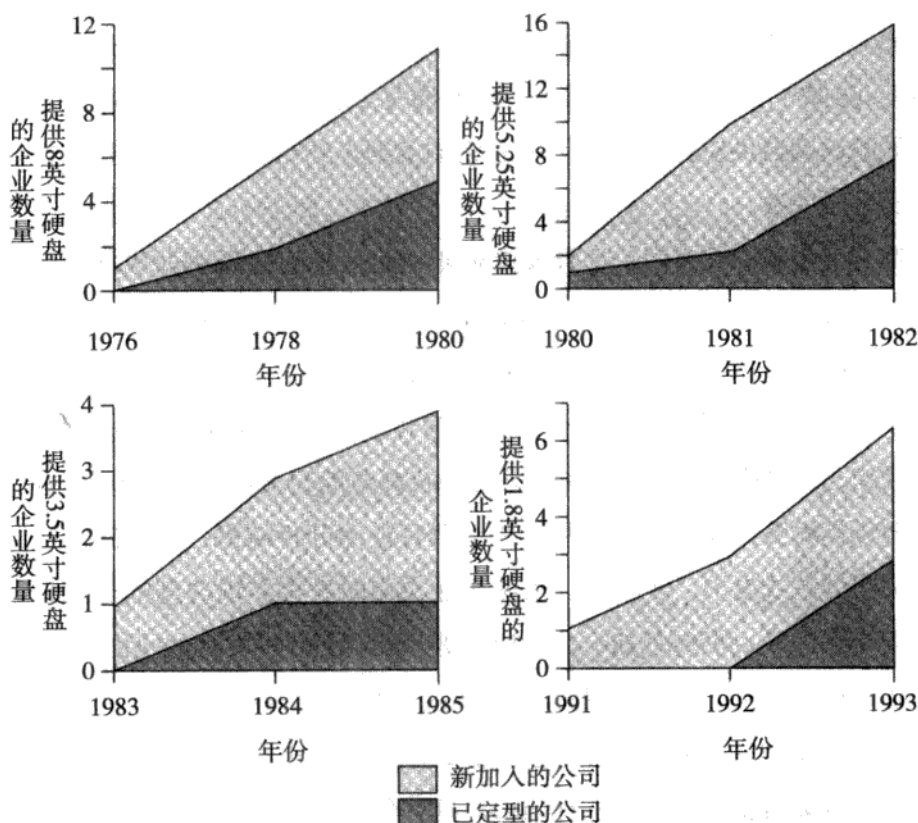 提供8英寸硬盘
的企业数量
12
8
4
0
1976 1978 1980
年份
提供5.25英寸硬盘
的企业数量
16
12
8
4
0
1980 1981 1982
年份
提供3.5英寸硬盘
的企业数量
4
3
2
1
0
1983 1984 1985
年份
提供1.8英寸硬盘的
企业数量
6
4
2
0
1991 1992 1993
年份
新加入的公司
已定型的公司